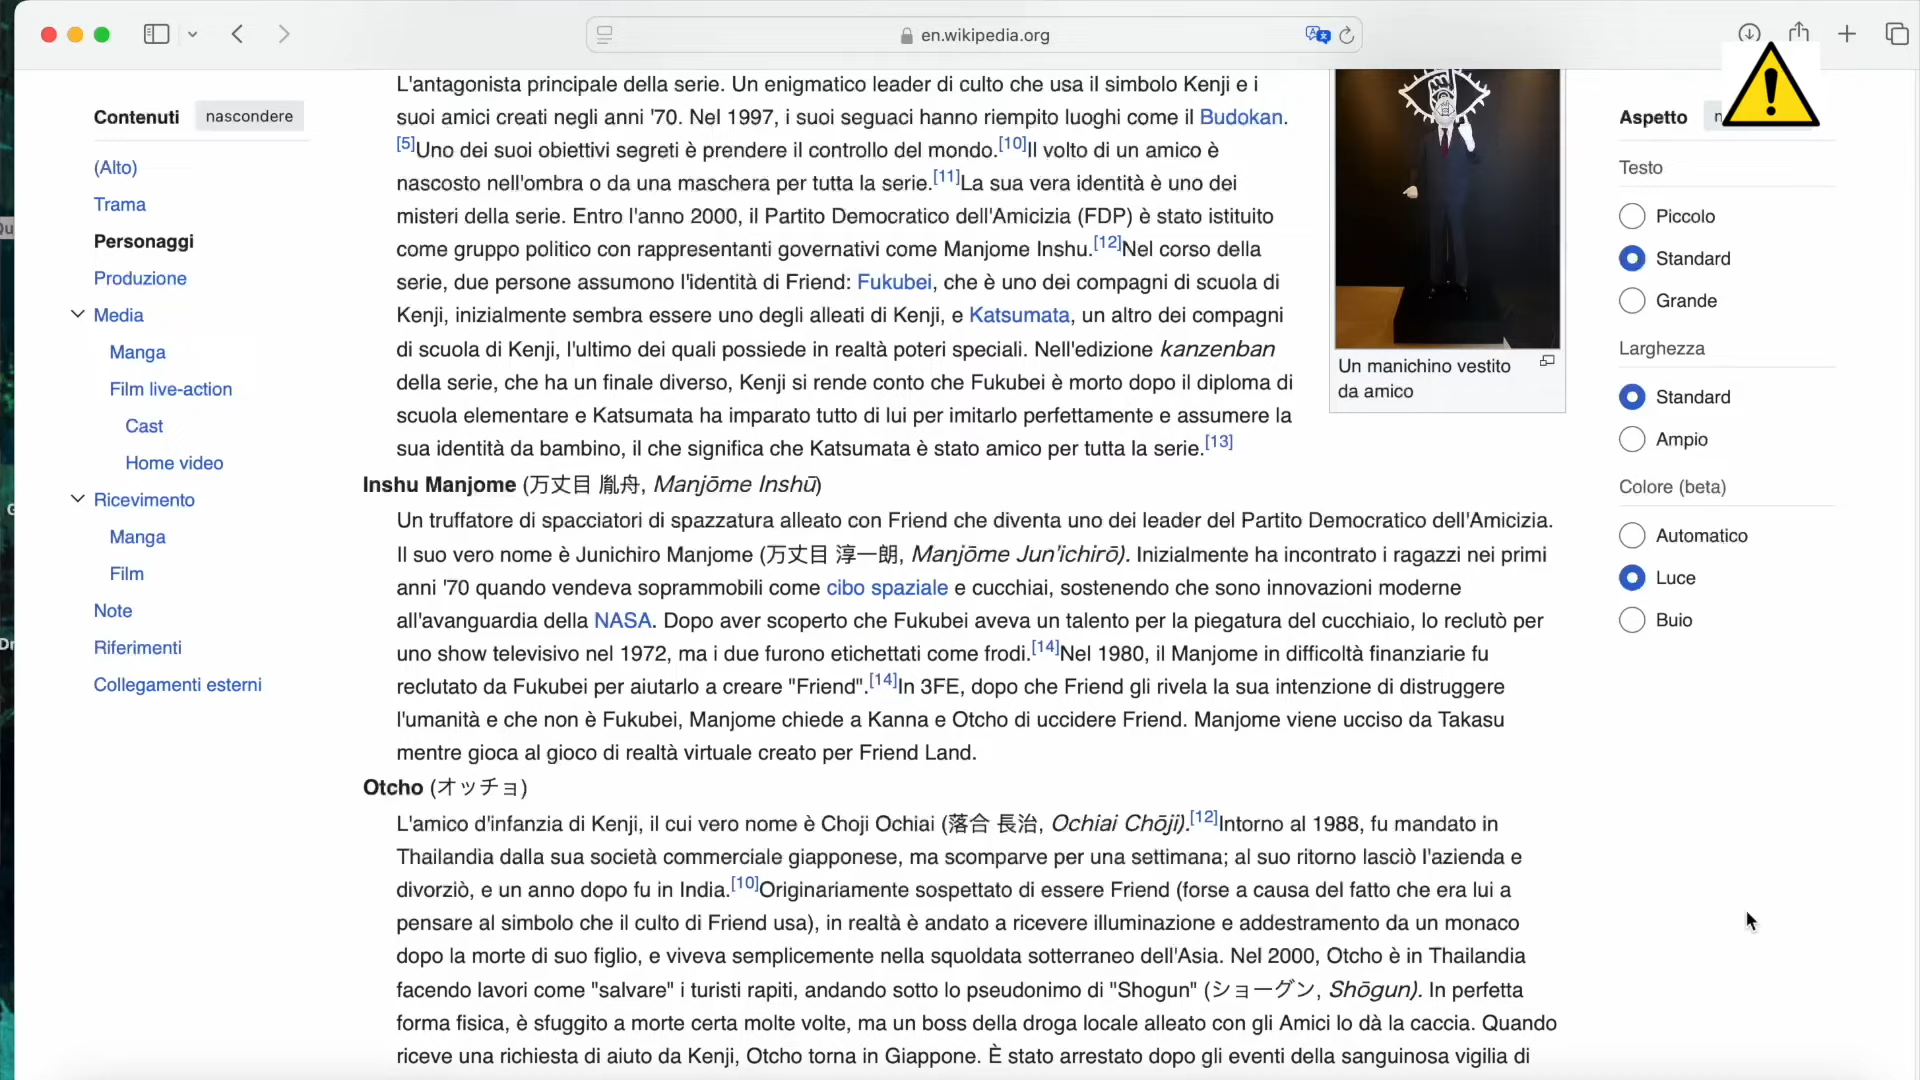 en.wikipedia.org
Contenuti nascondere
(Alto)
Trama
Personaggi
Produzione
Media
Manga
Film live-action
Cast
Home video
Ricevimento
Manga
Film
Note
Riferimenti
Collegamenti esterni
L'antagonista principale della serie. Un enigmatico leader di culto che usa il simbolo Kenji e i
suoi amici creati negli anni '70. Nel 1997, i suoi seguaci hanno riempito luoghi come il Budokan.
[5]Uno dei suoi obiettivi segreti è prendere il controllo del mondo.[10]Il volto di un amico è
nascosto nell'ombra o da una maschera per tutta la serie.[11]La sua vera identità è uno dei
misteri della serie. Entro l'anno 2000, il Partito Democratico dell'Amicizia (FDP) è stato istituito
come gruppo politico con rappresentanti governativi come Manjome Inshu.[12]Nel corso della
serie, due persone assumono l'identità di Friend: Fukubei, che è uno dei compagni di scuola di
Kenji, inizialmente sembra essere uno degli alleati di Kenji, e Katsumata, un altro dei compagni
di scuola di Kenji, l'ultimo dei quali possiede in realtà poteri speciali. Nell'edizione kanzenban
della serie, che ha un finale diverso, Kenji si rende conto che Fukubei è morto dopo il diploma di
scuola elementare e Katsumata ha imparato tutto di lui per imitarlo perfettamente e assumere la
sua identità da bambino, il che significa che Katsumata è stato amico per tutta la serie.[13]
Un manichino vestito
da amico
Inshu Manjome (万丈目 胤舟, Manjōme Inshū)
Un truffatore di spacciatori di spazzatura alleato con Friend che diventa uno dei leader del Partito Democratico dell'Amicizia.
Il suo vero nome è Junichiro Manjome (万丈目 淳一朗, Manjōme Jun'ichirō). Inizialmente ha incontrato i ragazzi nei primi
anni '70 quando vendeva soprammobili come cibo spaziale e cucchiai, sostenendo che sono innovazioni moderne
all'avanguardia della NASA. Dopo aver scoperto che Fukubei aveva un talento per la piegatura del cucchiaio, lo reclutò per
uno show televisivo nel 1972, ma i due furono etichettati come frodi.[14]Nel 1980, il Manjome in difficoltà finanziarie fu
reclutato da Fukubei per aiutarlo a creare "Friend".[14]In 3FE, dopo che Friend gli rivela la sua intenzione di distruggere
l'umanità e che non è Fukubei, Manjome chiede a Kanna e Otcho di uccidere Friend. Manjome viene ucciso da Takasu
mentre gioca al gioco di realtà virtuale creato per Friend Land.
Otcho (オッチョ)
L'amico d'infanzia di Kenji, il cui vero nome è Choji Ochiai (落合 長治, Ochiai Chōji).[12]Intorno al 1988, fu mandato in
Thailandia dalla sua società commerciale giapponese, ma scomparve per una settimana; al suo ritorno lasciò l'azienda e
divorziò, e un anno dopo fu in India.[10]Originariamente sospettato di essere Friend (forse a causa del fatto che era lui a
pensare al simbolo che il culto di Friend usa), in realtà è andato a ricevere illuminazione e addestramento da un monaco
dopo la morte di suo figlio, e viveva semplicemente nella squoldata sotterraneo dell'Asia. Nel 2000, Otcho è in Thailandia
facendo lavori come "salvare" i turisti rapiti, andando sotto lo pseudonimo di "Shogun" (ショーグン, Shōgun). In perfetta
forma fisica, è sfuggito a morte certa molte volte, ma un boss della droga locale alleato con gli Amici lo dà la caccia. Quando
riceve una richiesta di aiuto da Kenji, Otcho torna in Giappone. È stato arrestato dopo gli eventi della sanguinosa vigilia di
Aspetto
Testo
Piccolo
Standard
Grande
Larghezza
Standard
Ampio
Colore (beta)
Automatico
Luce
Buio